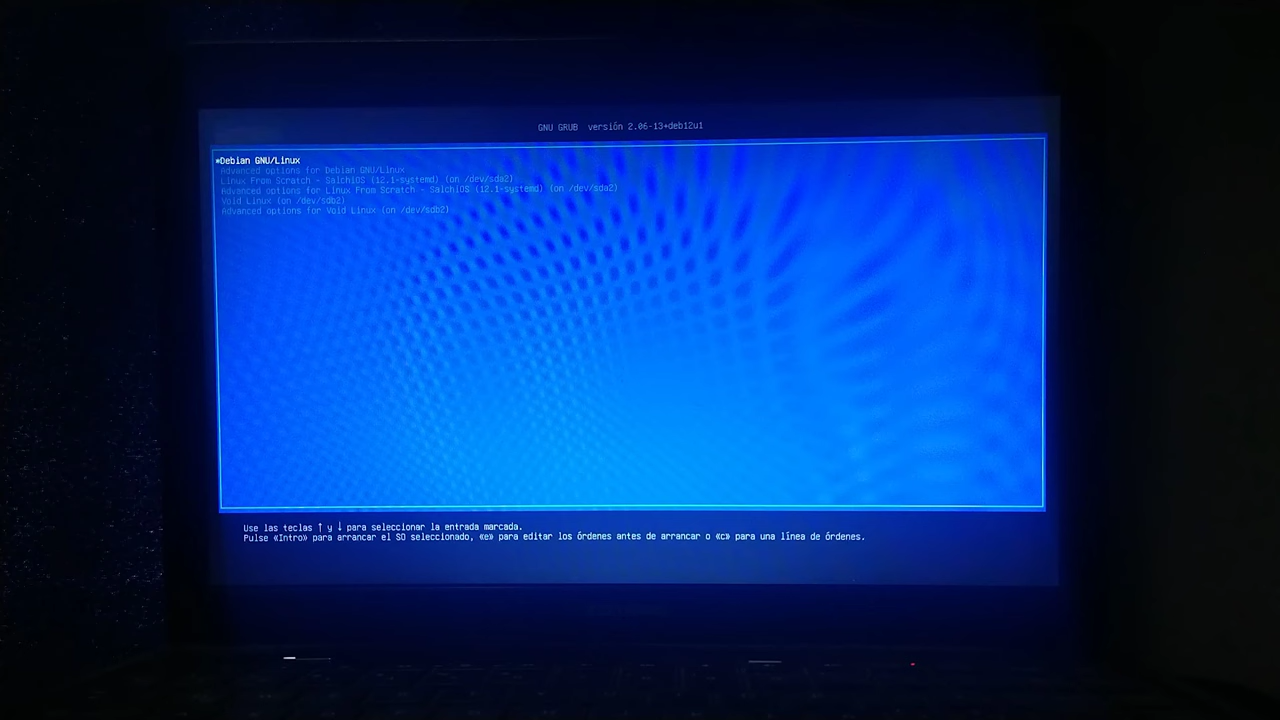 GNU GRUB versión 2.06-13+deb12u1
*Debian GNU/Linux
Advanced options for Debian GNU/Linux
Linux From Scratch - SalchiOS (12.1-systemd) (on /dev/sda2)
Advanced options for Linux From Scratch - SalchiOS (12.1-systemd) (on /dev/sda2)
Void Linux (on /dev/sdb2)
Advanced options for Void Linux (on /dev/sdb2)
Use las teclas ↑ y ↓ para seleccionar la entrada marcada.
Pulse «Intro» para arrancar el SO seleccionado, «e» para editar los órdenes antes de arrancar o «c» para una línea de órdenes.